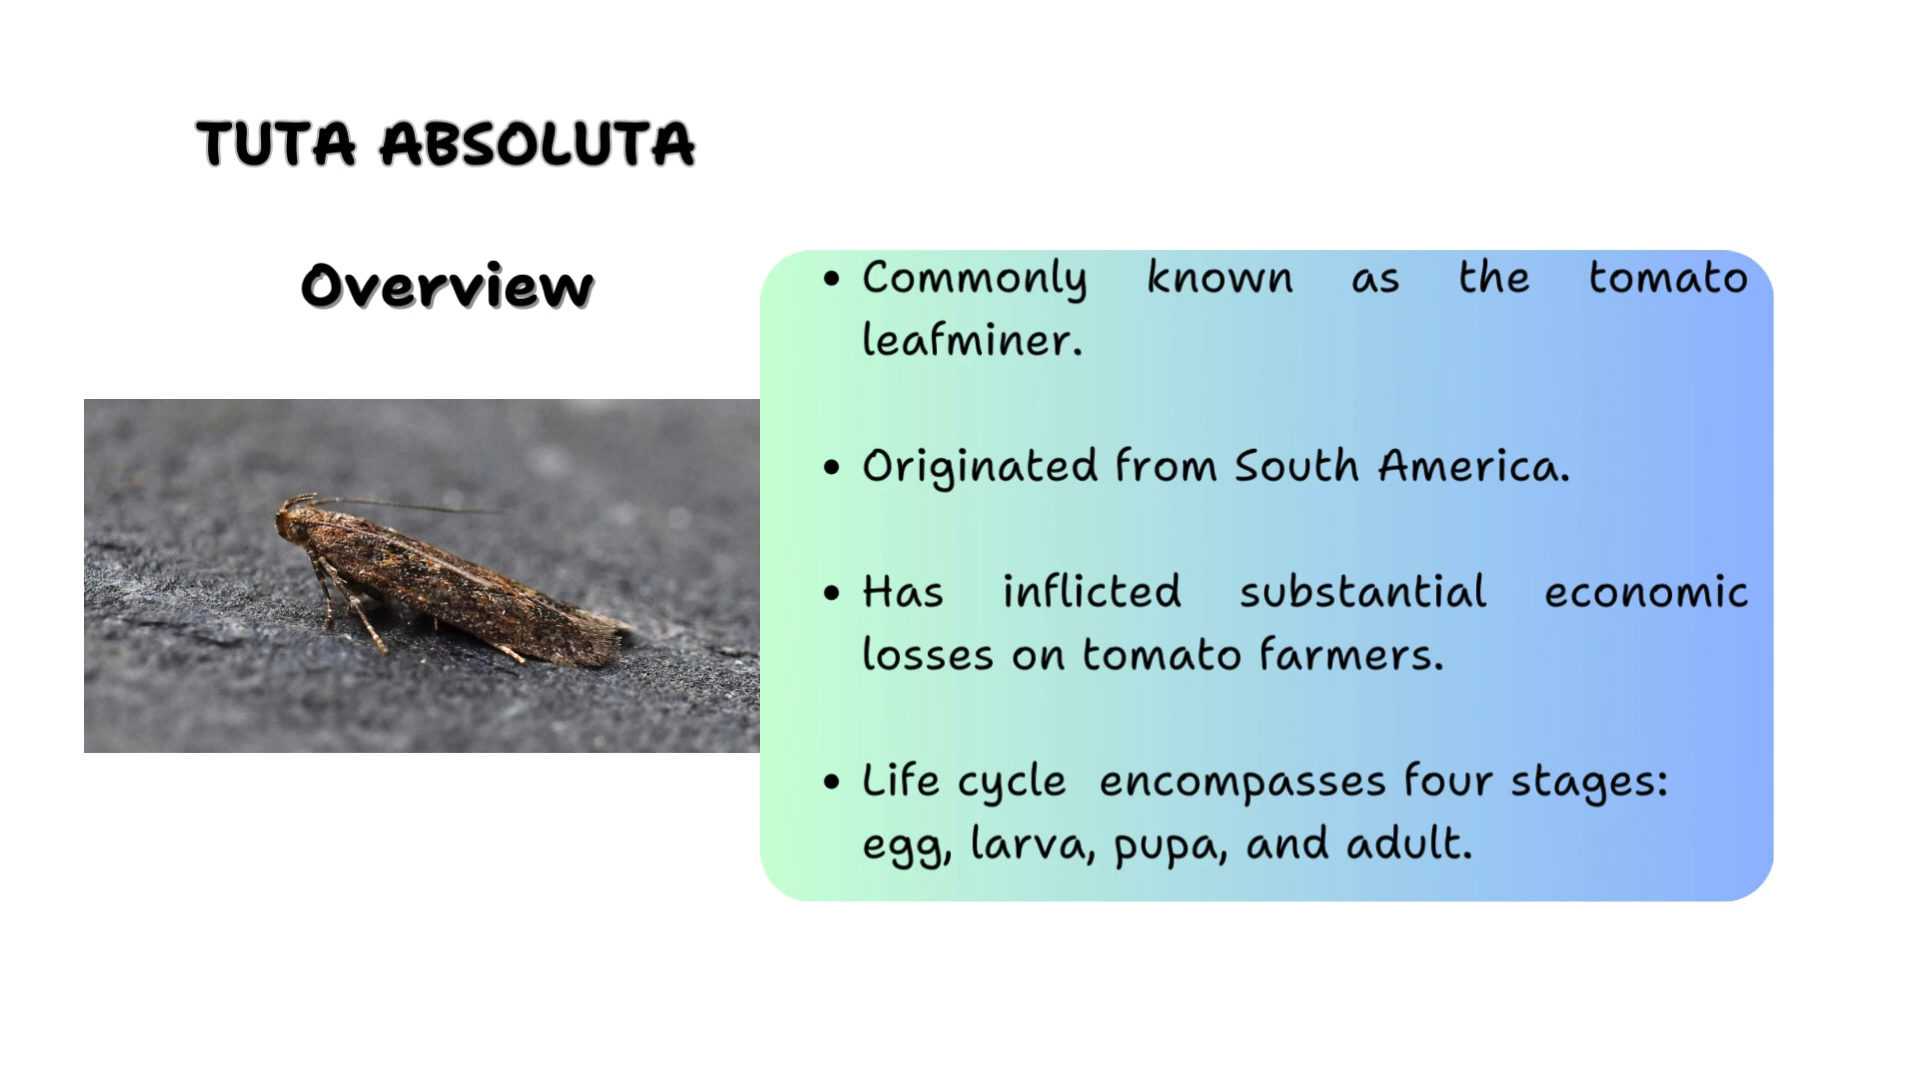 TUTA ABSOLUTA
Overview
• Commonly known as the tomato
leafminer.
• Originated from South America.
• Has inflicted substantial economic
losses on tomato farmers.
• Life cycle encompasses four stages:
egg, larva, pupa, and adult.